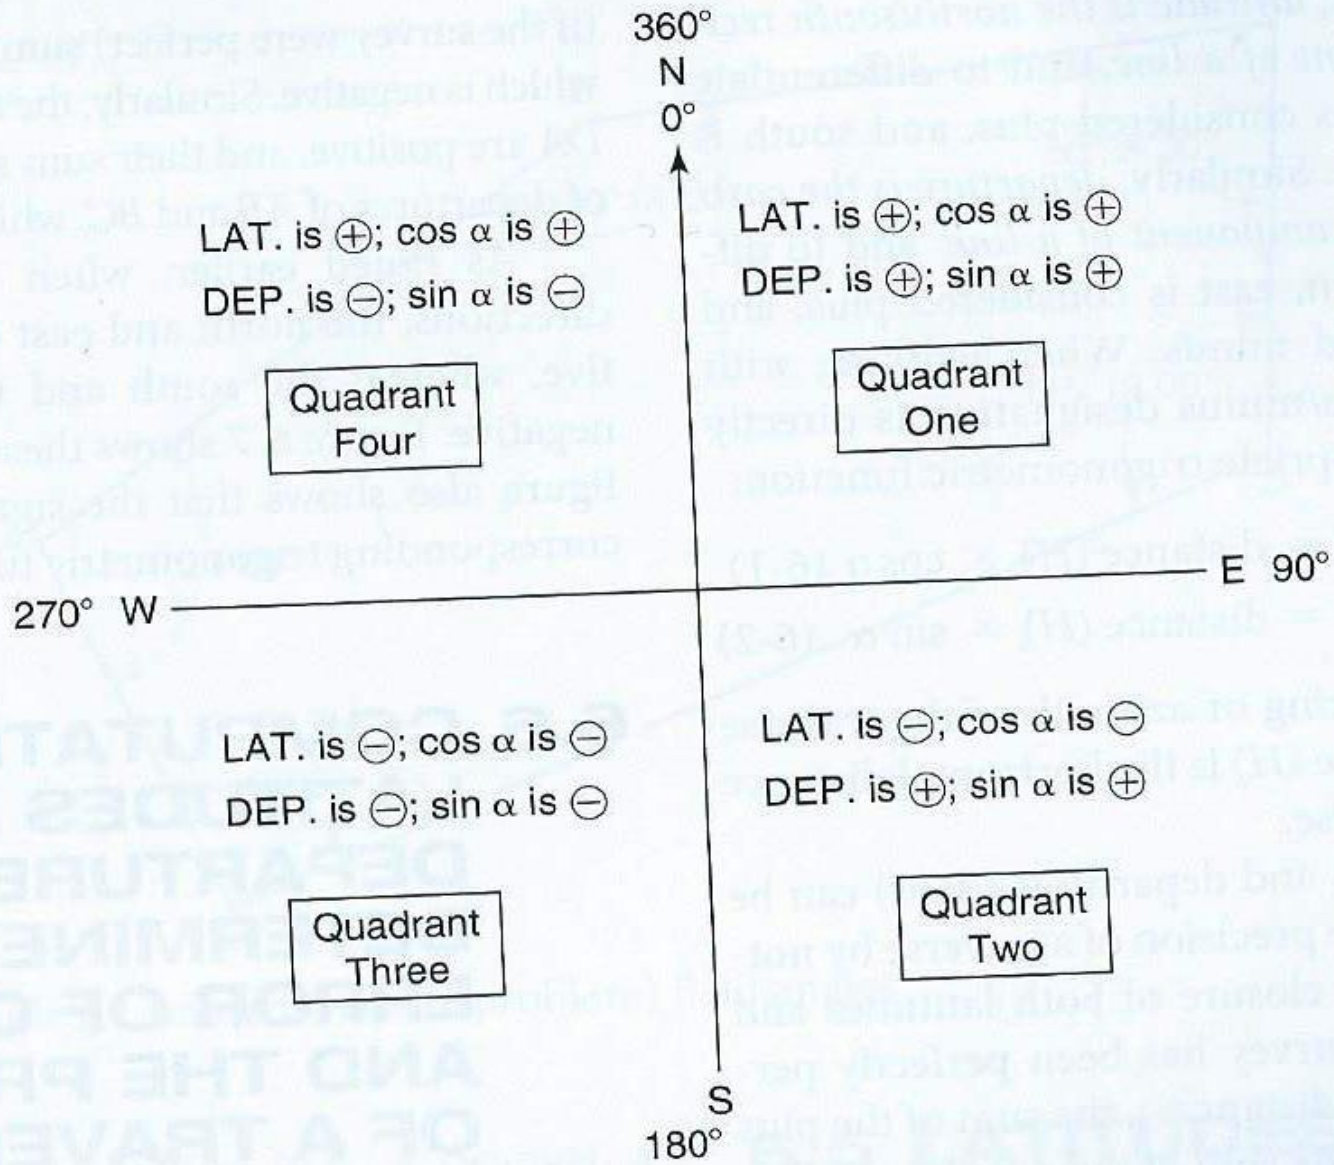 360°
N
0°
LAT. is ⊕; cos α is ⊕
DEP. is ⊖; sin α is ⊖
LAT. is ⊕; cos α is ⊕
DEP. is ⊕; sin α is ⊕
Quadrant
Four
Quadrant
One
270° W
E 90°
LAT. is ⊖; cos α is ⊖
DEP. is ⊖; sin α is ⊖
LAT. is ⊖; cos α is ⊖
DEP. is ⊕; sin α is ⊕
Quadrant
Three
Quadrant
Two
S
180°